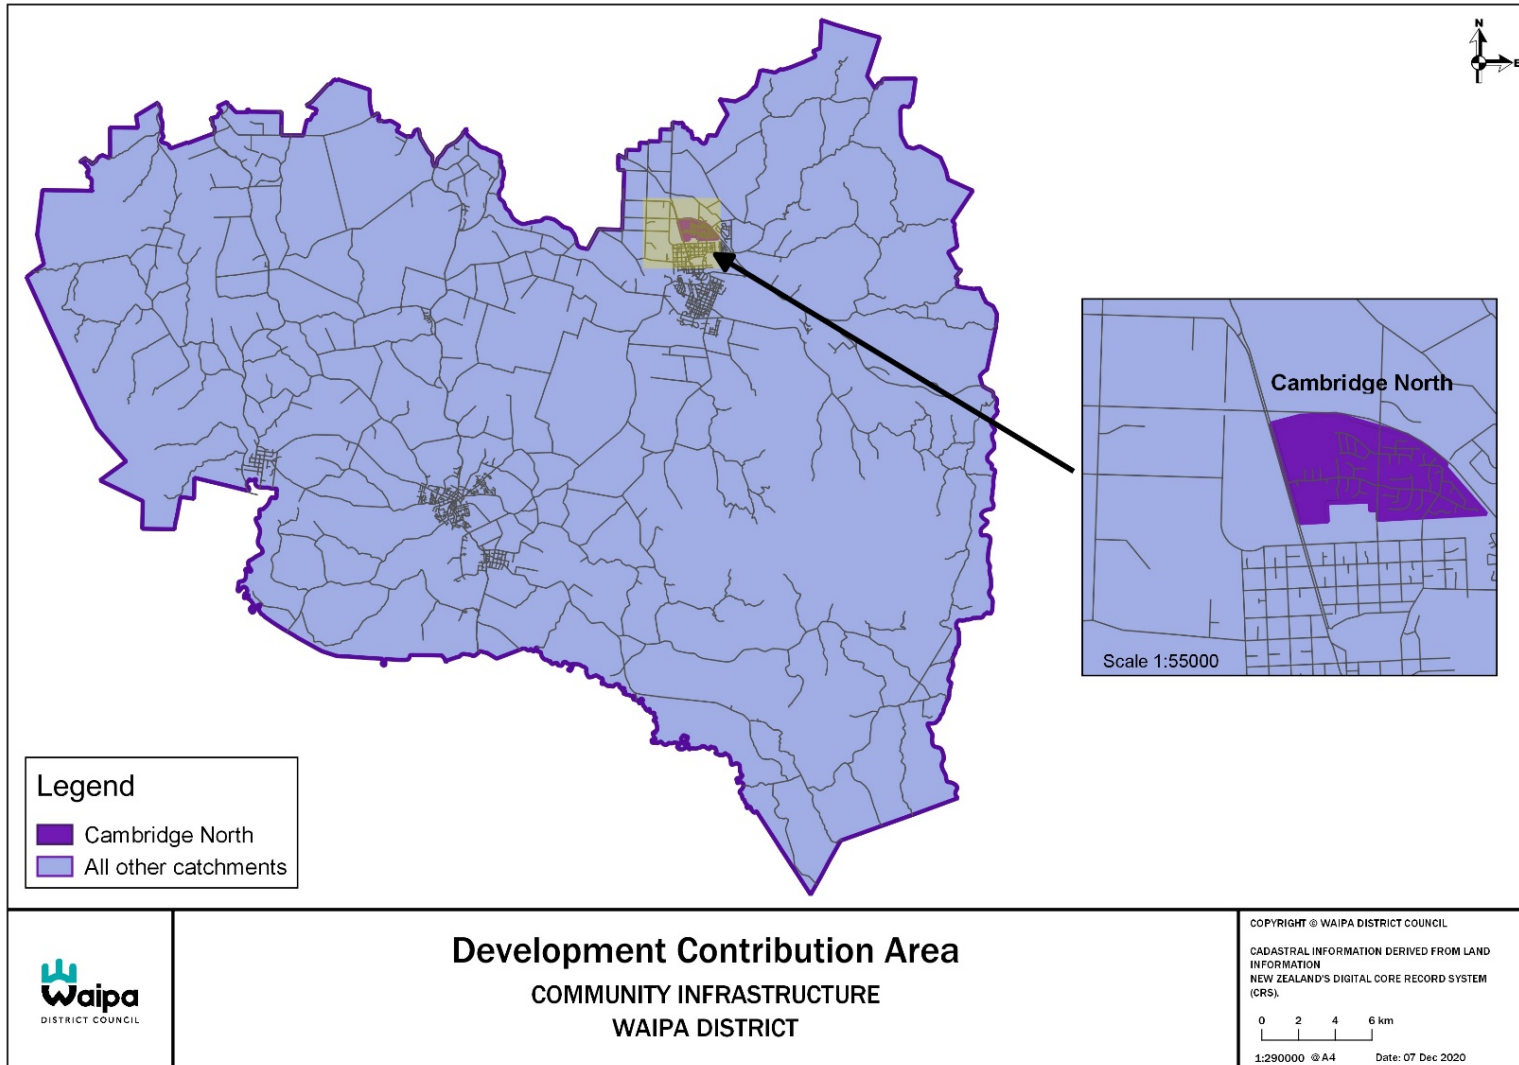 N
E
Cambridge North
Scale 1:55000
Legend
Cambridge North
All other catchments
Waipa
DISTRICT COUNCIL
Development Contribution Area
COMMUNITY INFRASTRUCTURE
WAIPA DISTRICT
COPYRIGHT © WAIPA DISTRICT COUNCIL
CADASTRAL INFORMATION DERIVED FROM LAND
INFORMATION
NEW ZEALAND'S DIGITAL CORE RECORD SYSTEM
(CRS).
0 2 4 6 km
1:290000 @ A4 Date: 07 Dec 2020